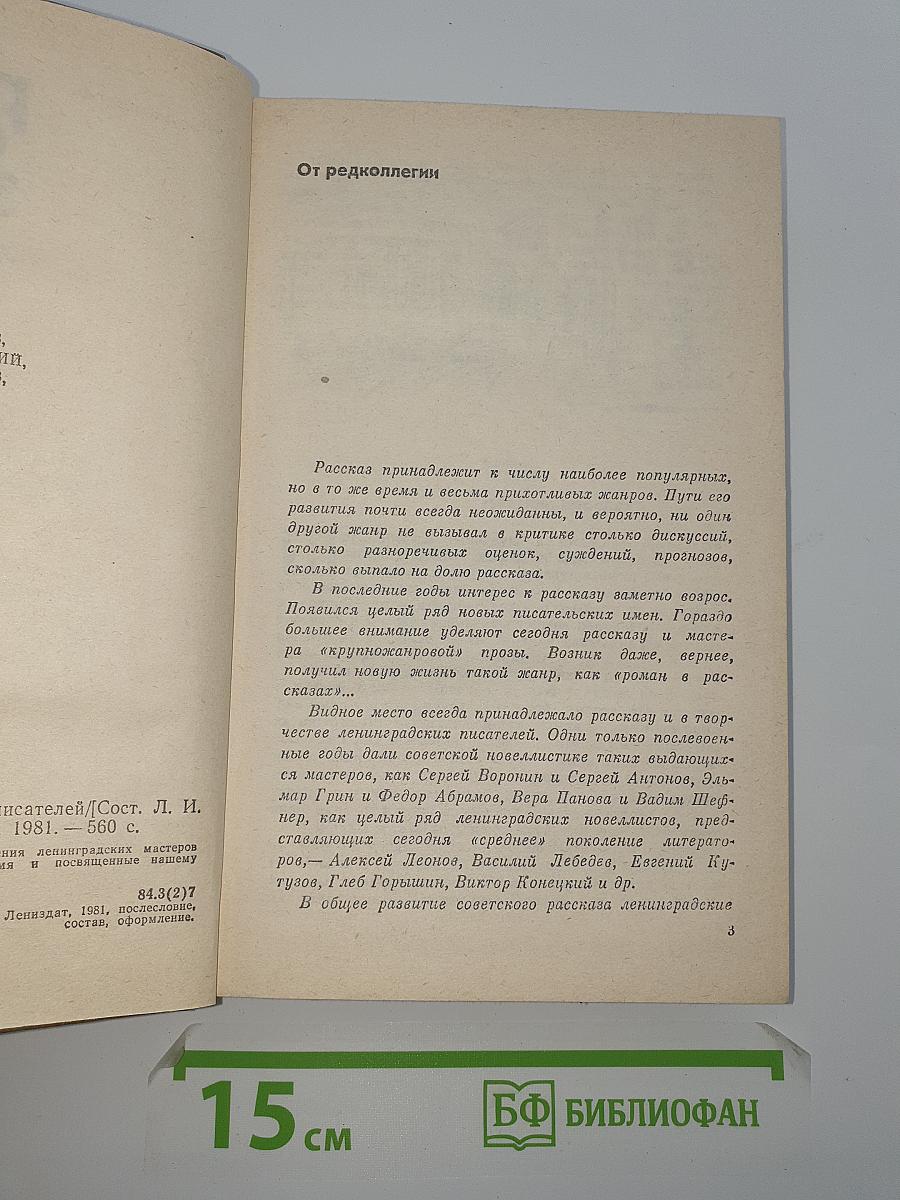 ИЙ,
исателей/[Сост. Л. И.
1981. — 560 с.
ения ленинградских мастеров
ия и посвященные нашему
84.3(2)7
Лениздат, 1981, послесловие,
состав, оформление.
От редколлегии
Рассказ принадлежит к числу наиболее популярных,
но в то же время и весьма прихотливых жанров. Пути его
развития почти всегда неожиданны, и вероятно, ни один
другой жанр не вызывал в критике столько дискуссий,
столько разноречивых оценок, суждений, прогнозов,
сколько выпало на долю рассказа.
В последние годы интерес к рассказу заметно возрос.
Появился целый ряд новых писательских имен. Гораздо
большее внимание уделяют сегодня рассказу и масте-
ра «крупножанровой» прозы. Возник даже, вернее,
получил новую жизнь такой жанр, как «роман в рас-
сказах»...
Видное место всегда принадлежало рассказу и в твор-
честве ленинградских писателей. Одни только послевоен-
ные годы дали советской новеллистике таких выдающих-
ся мастеров, как Сергей Воронин и Сергей Антонов, Эль-
мар Грин и Федор Абрамов, Вера Панова и Вадим Шеф-
нер, как целый ряд ленинградских новеллистов, пред-
ставляющих сегодня «среднее» поколение литерато-
ров,— Алексей Леонов, Василий Лебедев, Евгений Ку-
тузов, Глеб Горышин, Виктор Конецкий и др.
В общее развитие советского рассказа ленинградские
3
15 см
БФ БИБЛИОФАН